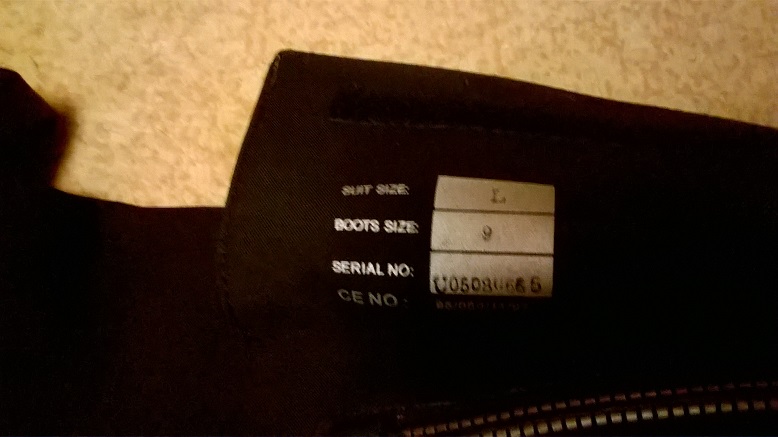 SUIT SIZE: L
BOOTS SIZE: 9
SERIAL NO:
CE NO.: